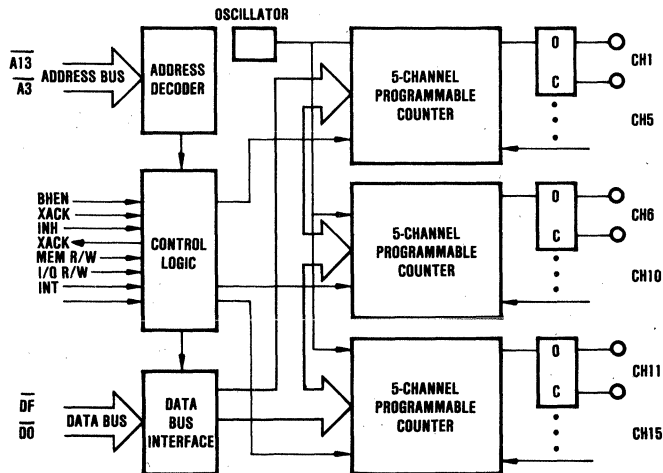 OSCILLATOR
A13
ADDRESS BUS
A3
ADDRESS
DECODER
5-CHANNEL
PROGRAMMABLE
COUNTER
O
C
CH1
CH5
BHEN
XACK
INH
XACK
MEM R/W
I/O R/W
INT
CONTROL
LOGIC
5-CHANNEL
PROGRAMMABLE
COUNTER
O
C
CH6
CH10
DF
DATA BUS
D0
DATA
BUS
INTERFACE
5-CHANNEL
PROGRAMMABLE
COUNTER
O
C
CH11
CH15